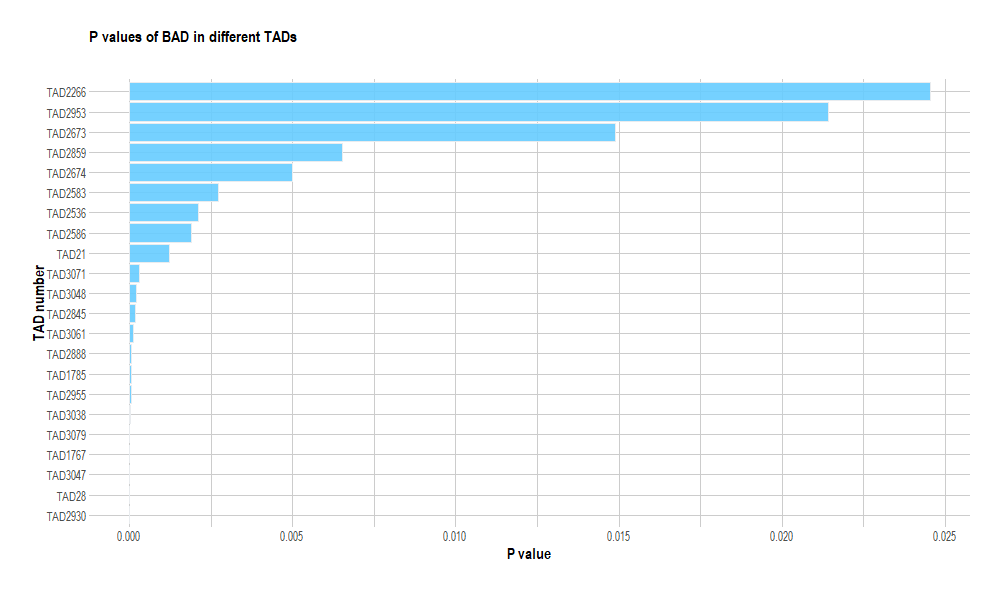 P values of BAD in different TADs
TAD2266
TAD2953
TAD2673
TAD2859
TAD2674
TAD2583
TAD2536
TAD2586
TAD21
TAD3071
TAD3048
TAD2845
TAD3061
TAD2888
TAD1785
TAD2955
TAD3038
TAD3079
TAD1767
TAD3047
TAD28
TAD2930
TAD number
0.000 0.005 0.010 0.015 0.020 0.025
P value